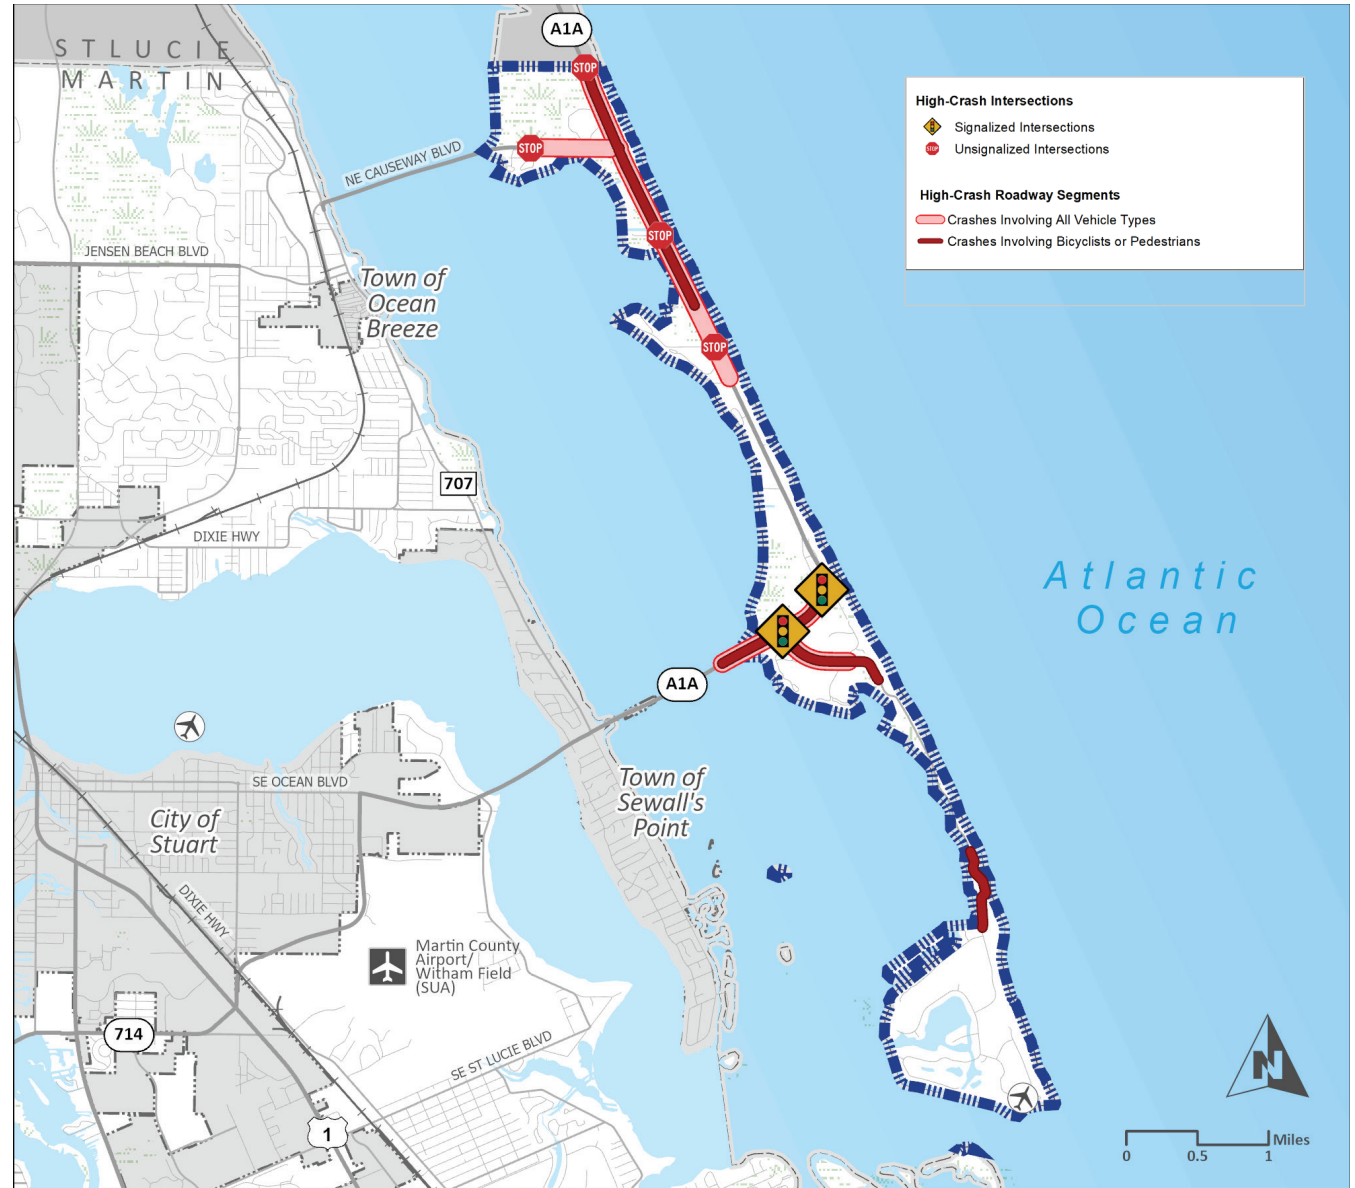 A1A
ST LUCIE
MARTIN
STOP
High-Crash Intersections
Signalized Intersections
STOP
Unsignalized Intersections
High-Crash Roadway Segments
Crashes Involving All Vehicle Types
Crashes Involving Bicyclists or Pedestrians
NE CAUSEWAY BLVD
STOP
STOP
JENSEN BEACH BLVD
Town of
Ocean
Breeze
STOP
707
DIXIE HWY
Atlantic
Ocean
A1A
SE OCEAN BLVD
Town of
Sewall's
Point
City of
Stuart
DIXIE HWY
Martin County
Airport/
Witham Field
(SUA)
714
SE ST LUCIE BLVD
1
N
Miles
0
0.5
1